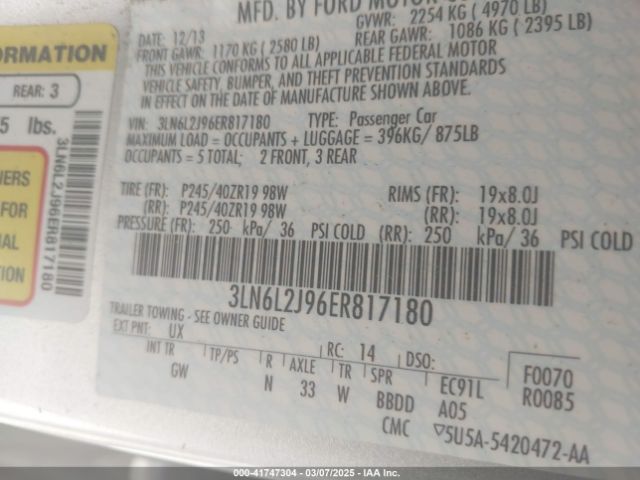 MFD. BY FORD MOTOR
DATE: 12/13 GVWR: 2254 KG ( 4970 LB)
FRONT GAWR: 1170 KG ( 2580 LB) REAR GAWR: 1086 KG ( 2395 LB)
THIS VEHICLE CONFORMS TO ALL APPLICABLE FEDERAL MOTOR
VEHICLE SAFETY, BUMPER, AND THEFT PREVENTION STANDARDS
IN EFFECT ON THE DATE OF MANUFACTURE SHOWN ABOVE.
VIN: 3LN6L2J96ER817180 TYPE: Passenger Car
MAXIMUM LOAD = OCCUPANTS + LUGGAGE = 396KG/ 875LB
OCCUPANTS = 5 TOTAL; 2 FRONT, 3 REAR
TIRE (FR): P245/40ZR19 98W RIMS (FR): 19x8.0J
(RR): P245/40ZR19 98W (RR): 19x8.0J
PRESSURE (FR): 250 kPa/ 36 PSI COLD (RR): 250 kPa/ 36 PSI COLD
3LN6L2J96ER817180
TRAILER TOWING - SEE OWNER GUIDE
EXT PNT: UX RC: 14 DSO:
INT TR TP/PS R AXLE TR SPR EC91L F0070
GW N 33 W BBDD A05 R0085
CMC ▽5U5A-5420472-AA
ORMATION
REAR: 3
5 lbs.
3LN6L2J96ER817180
ERS
FOR
NAL
TION
000-41747304 - 03/07/2025 - IAA Inc.